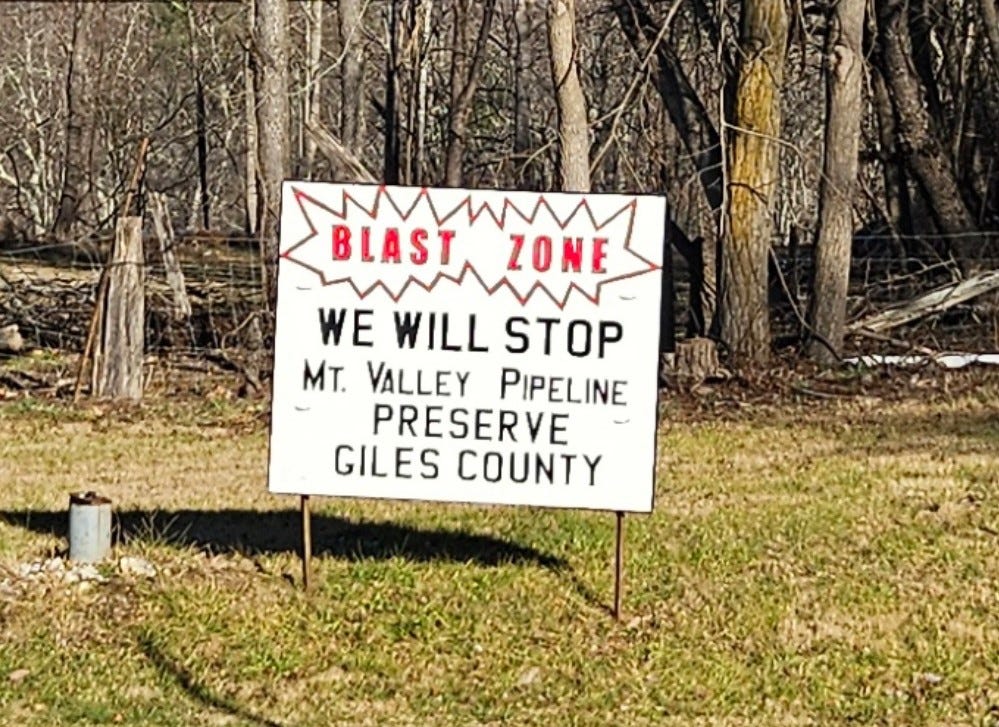 BLAST ZONE
WE WILL STOP
MT. VALLEY PIPELINE
PRESERVE
GILES COUNTY